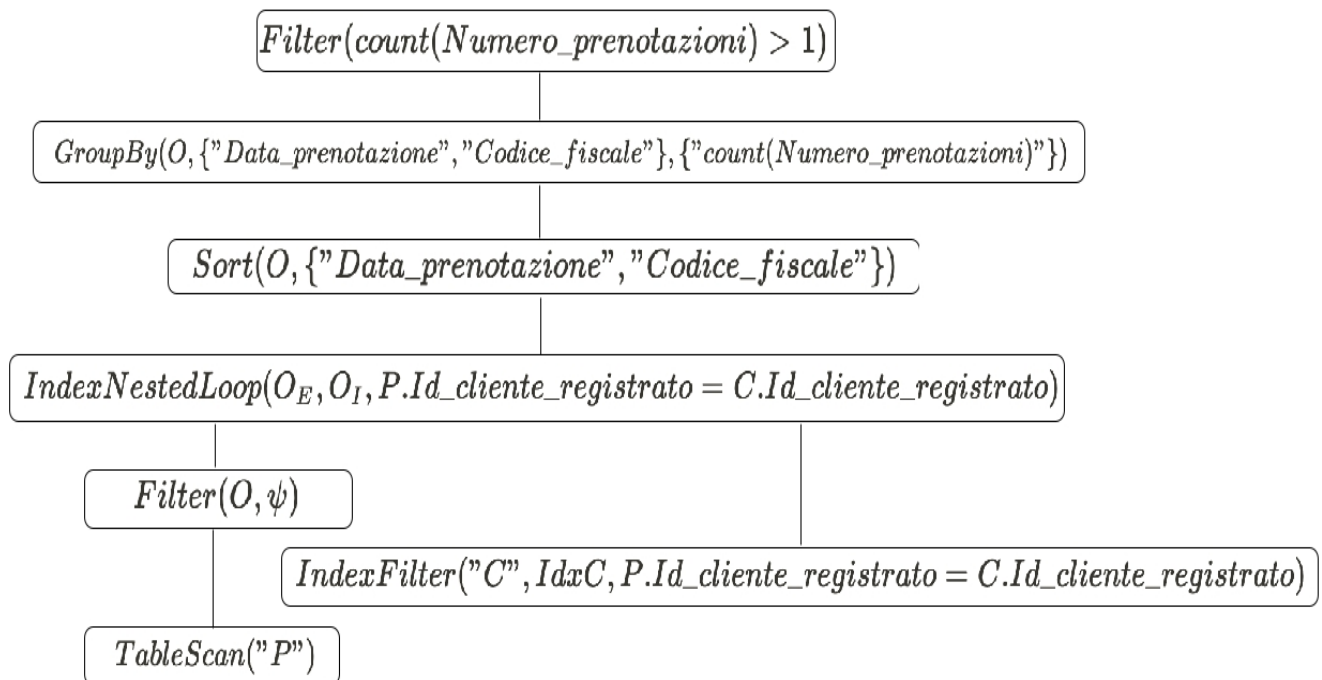 Filter(count(Numero_prenotazioni) > 1)
GroupBy(O, {"Data_prenotazione", "Codice_fiscale"}, {"count(Numero_prenotazioni)"})
Sort(O, {"Data_prenotazione", "Codice_fiscale"})
IndexNestedLoop(O_E, O_I, P.Id_cliente_registrato = C.Id_cliente_registrato)
Filter(O, ψ)
IndexFilter("C", IdxC, P.Id_cliente_registrato = C.Id_cliente_registrato)
TableScan("P")